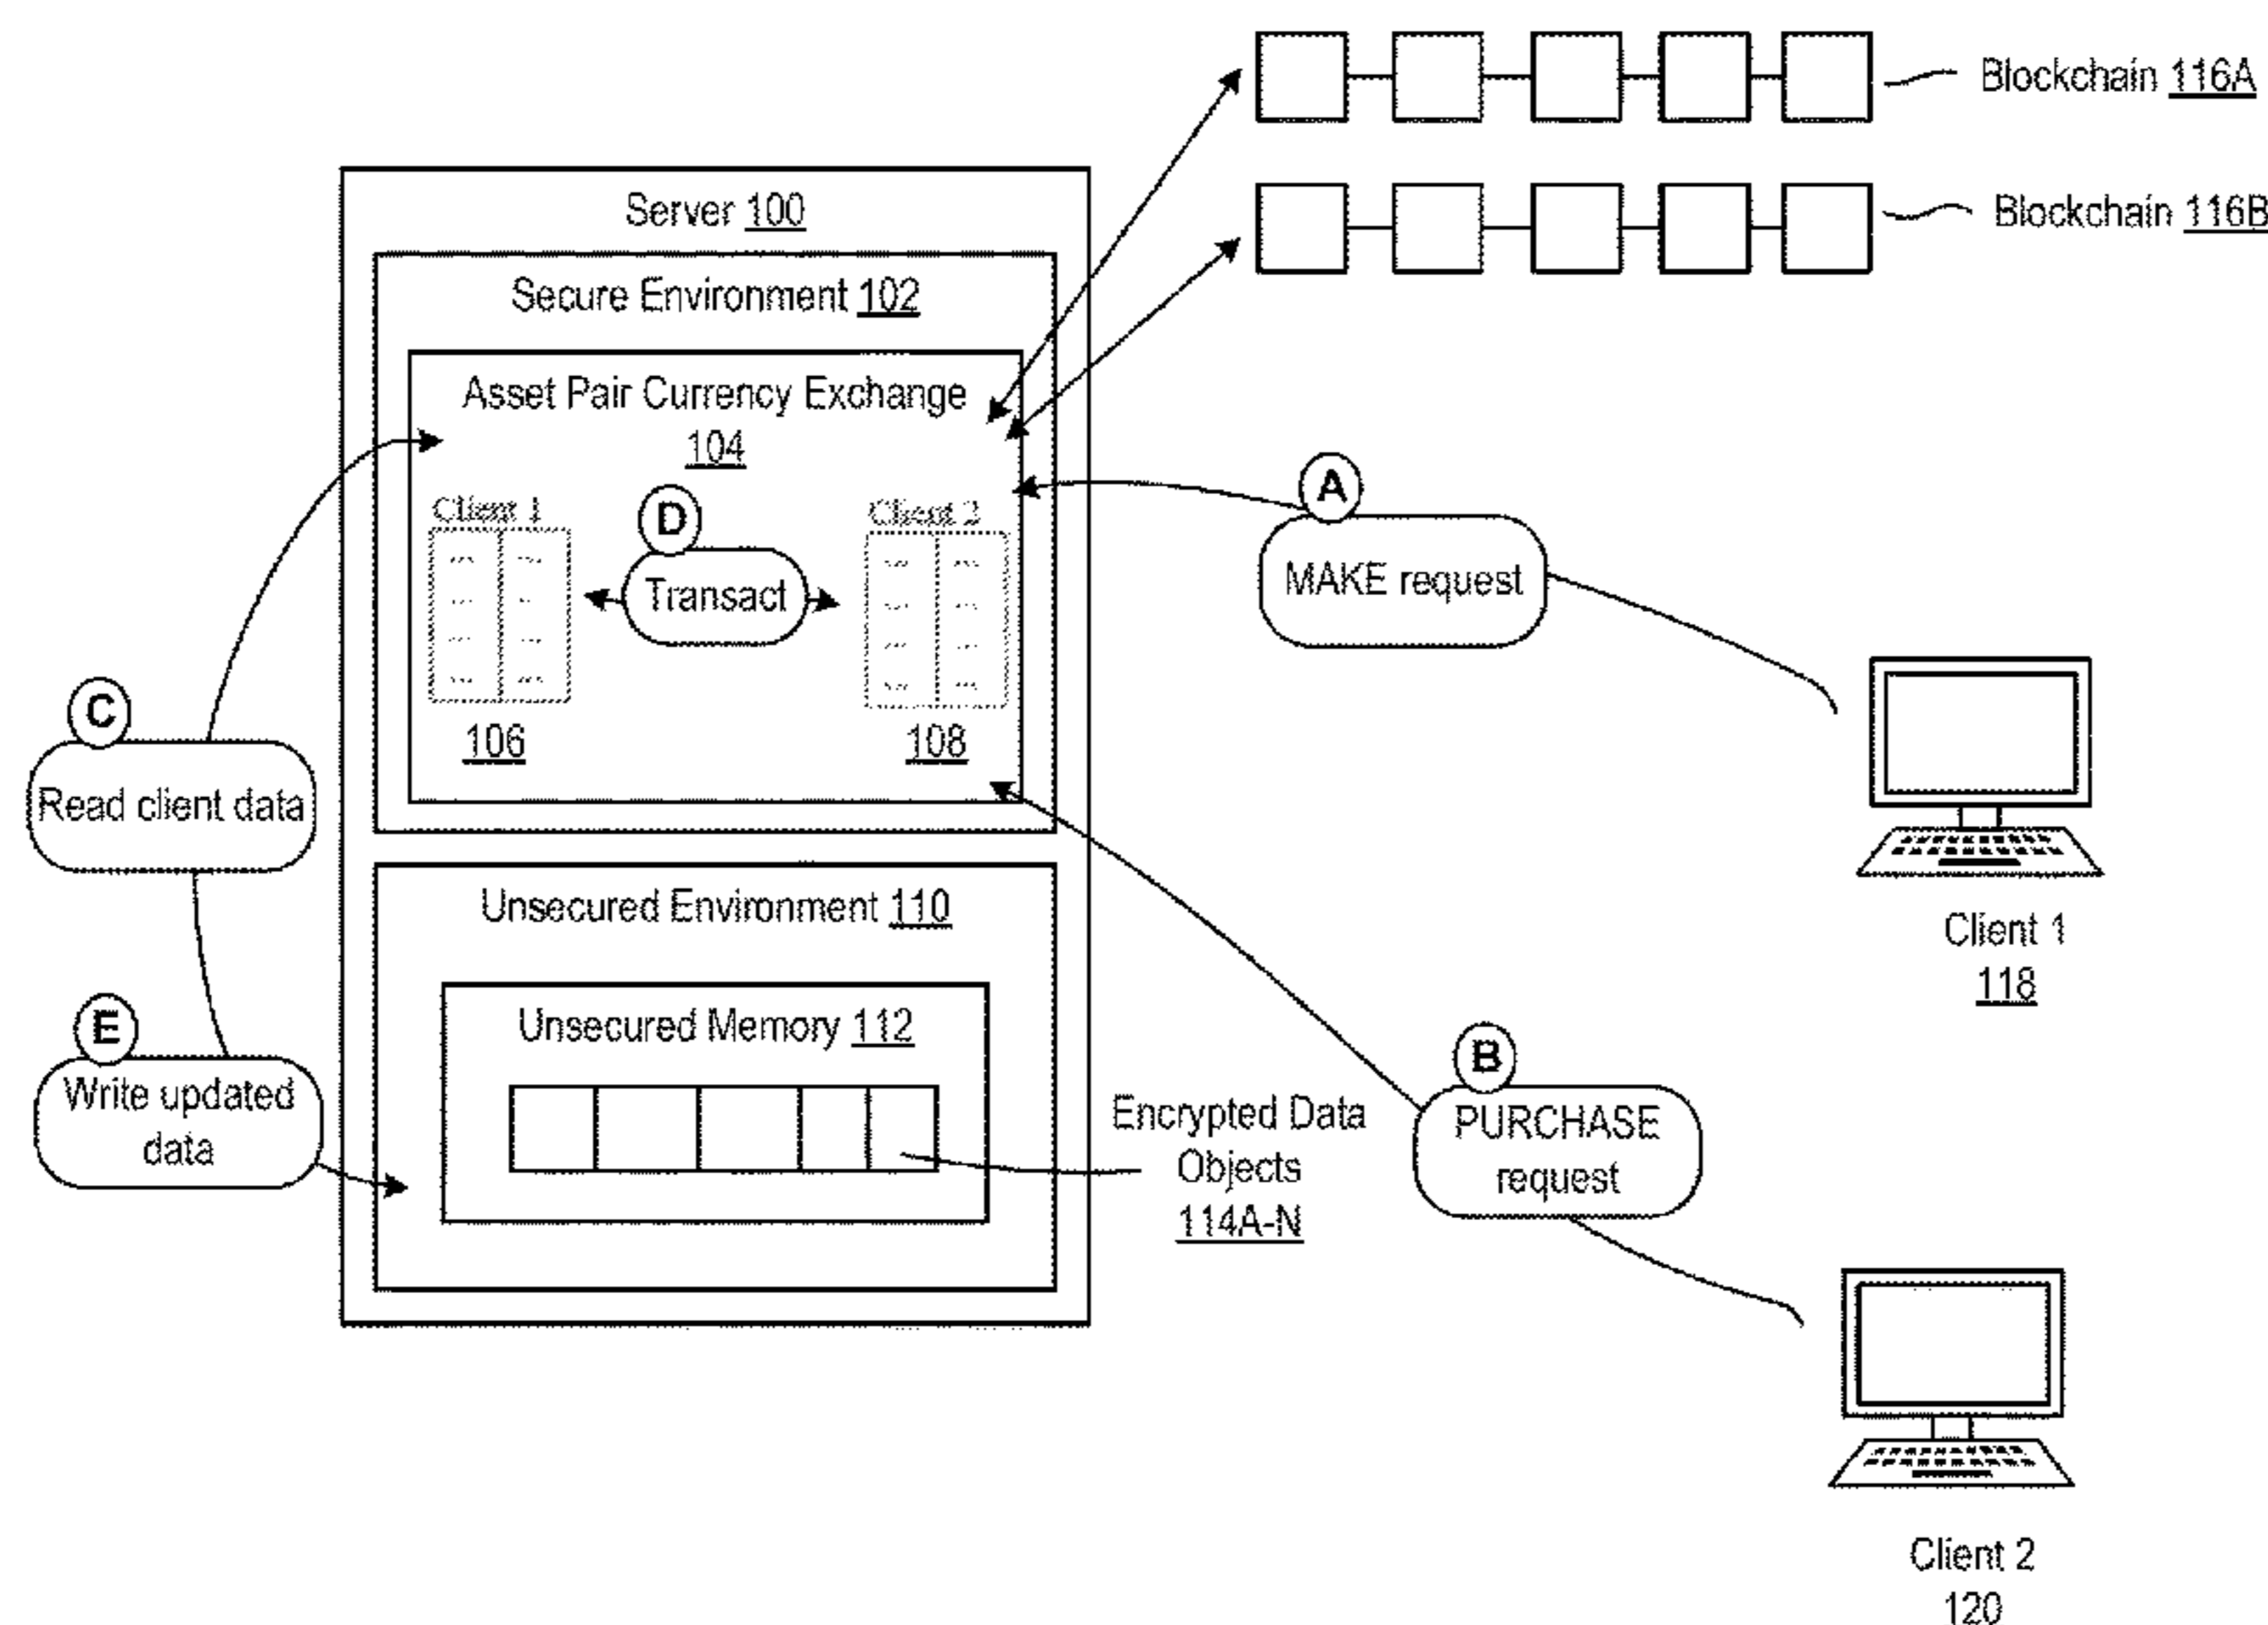 Blockchain 116A
Blockchain 116B
Server 100
Secure Environment 102
Asset Pair Currency Exchange
104
Client 1
D
Transact
Client 2
106
108
A
MAKE request
C
Read client data
Client 1
118
Unsecured Environment 110
Unsecured Memory 112
E
Write updated
data
Encrypted Data
Objects
114A-N
B
PURCHASE
request
Client 2
120